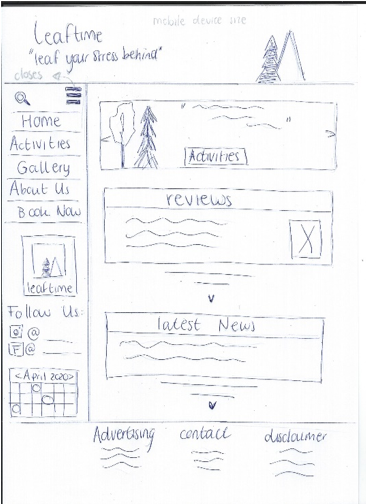 mobile device site
Leaftime
"leaf your stress behind"
closes
Home
Activities
Gallery
About Us
Book Now
leaftime
Follow Us:
@
F @
< April 2020 >
Activities
reviews
X
latest News
Advertising
contact
disclaimer